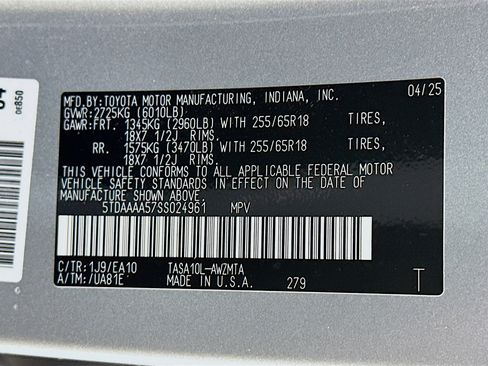 MFD.BY:TOYOTA MOTOR MANUFACTURING, INDIANA, INC. 04/25
GVWR:2725KG (6010LB)
GAWR:FRT. 1345KG (2960LB) WITH 255/65R18 TIRES,
18X7 1/2J RIMS.
RR. 1575KG (3470LB) WITH 255/65R18 TIRES,
18X7 1/2J RIMS.
THIS VEHICLE CONFORMS TO ALL APPLICABLE FEDERAL MOTOR
VEHICLE SAFETY STANDARDS IN EFFECT ON THE DATE OF
MANUFACTURE SHOWN ABOVE.
5TDAAAA57SS024961 MPV
C/TR:1J9/EA10 TASA10L-AWZMTA
A/TM:/UA81E MADE IN U.S.A. 279 T
0E850